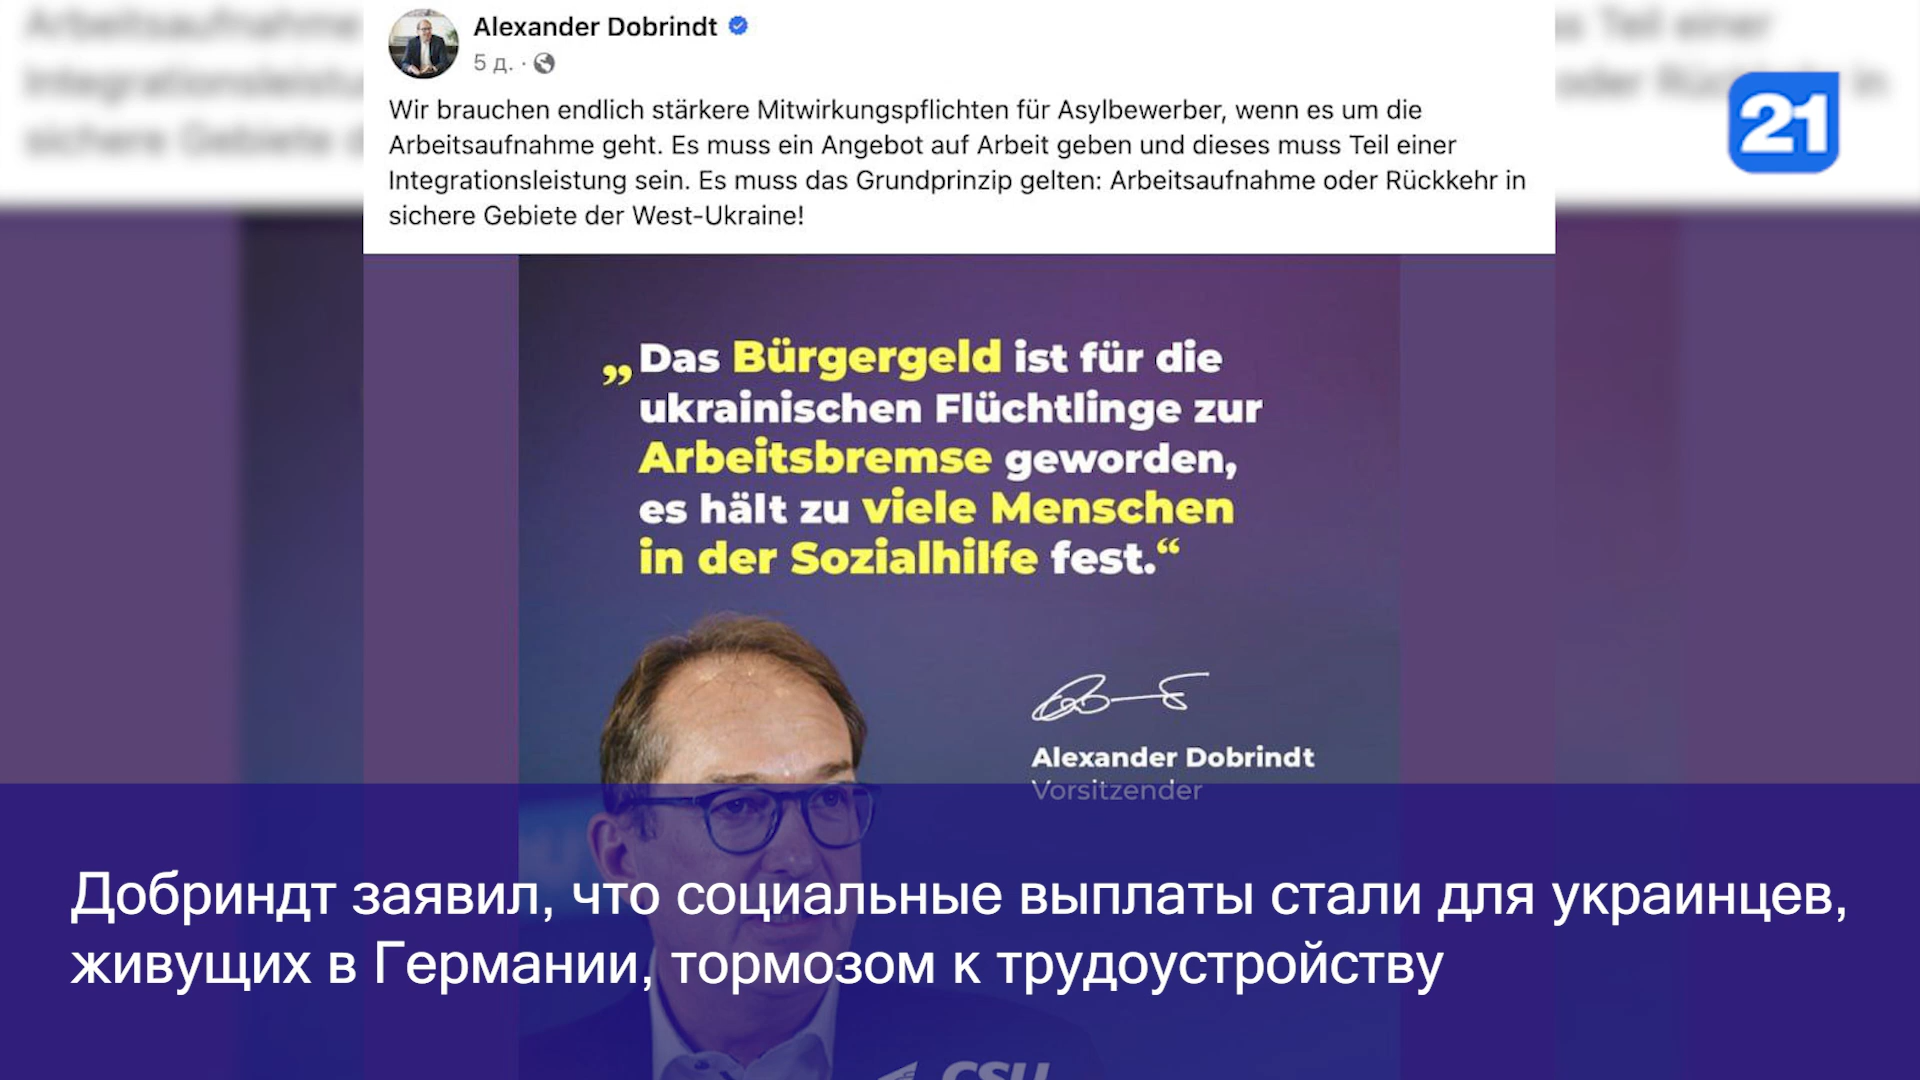 Alexander Dobrindt
5 д. ·
Wir brauchen endlich stärkere Mitwirkungspflichten für Asylbewerber, wenn es um die
Arbeitsaufnahme geht. Es muss ein Angebot auf Arbeit geben und dieses muss Teil einer
Integrationsleistung sein. Es muss das Grundprinzip gelten: Arbeitsaufnahme oder Rückkehr in
sichere Gebiete der West-Ukraine!
21
„Das Bürgergeld ist für die
ukrainischen Flüchtlinge zur
Arbeitsbremse geworden,
es hält zu viele Menschen
in der Sozialhilfe fest.“
Alexander Dobrindt
Vorsitzender
Добриндт заявил, что социальные выплаты стали для украинцев,
живущих в Германии, тормозом к трудоустройству
CSU